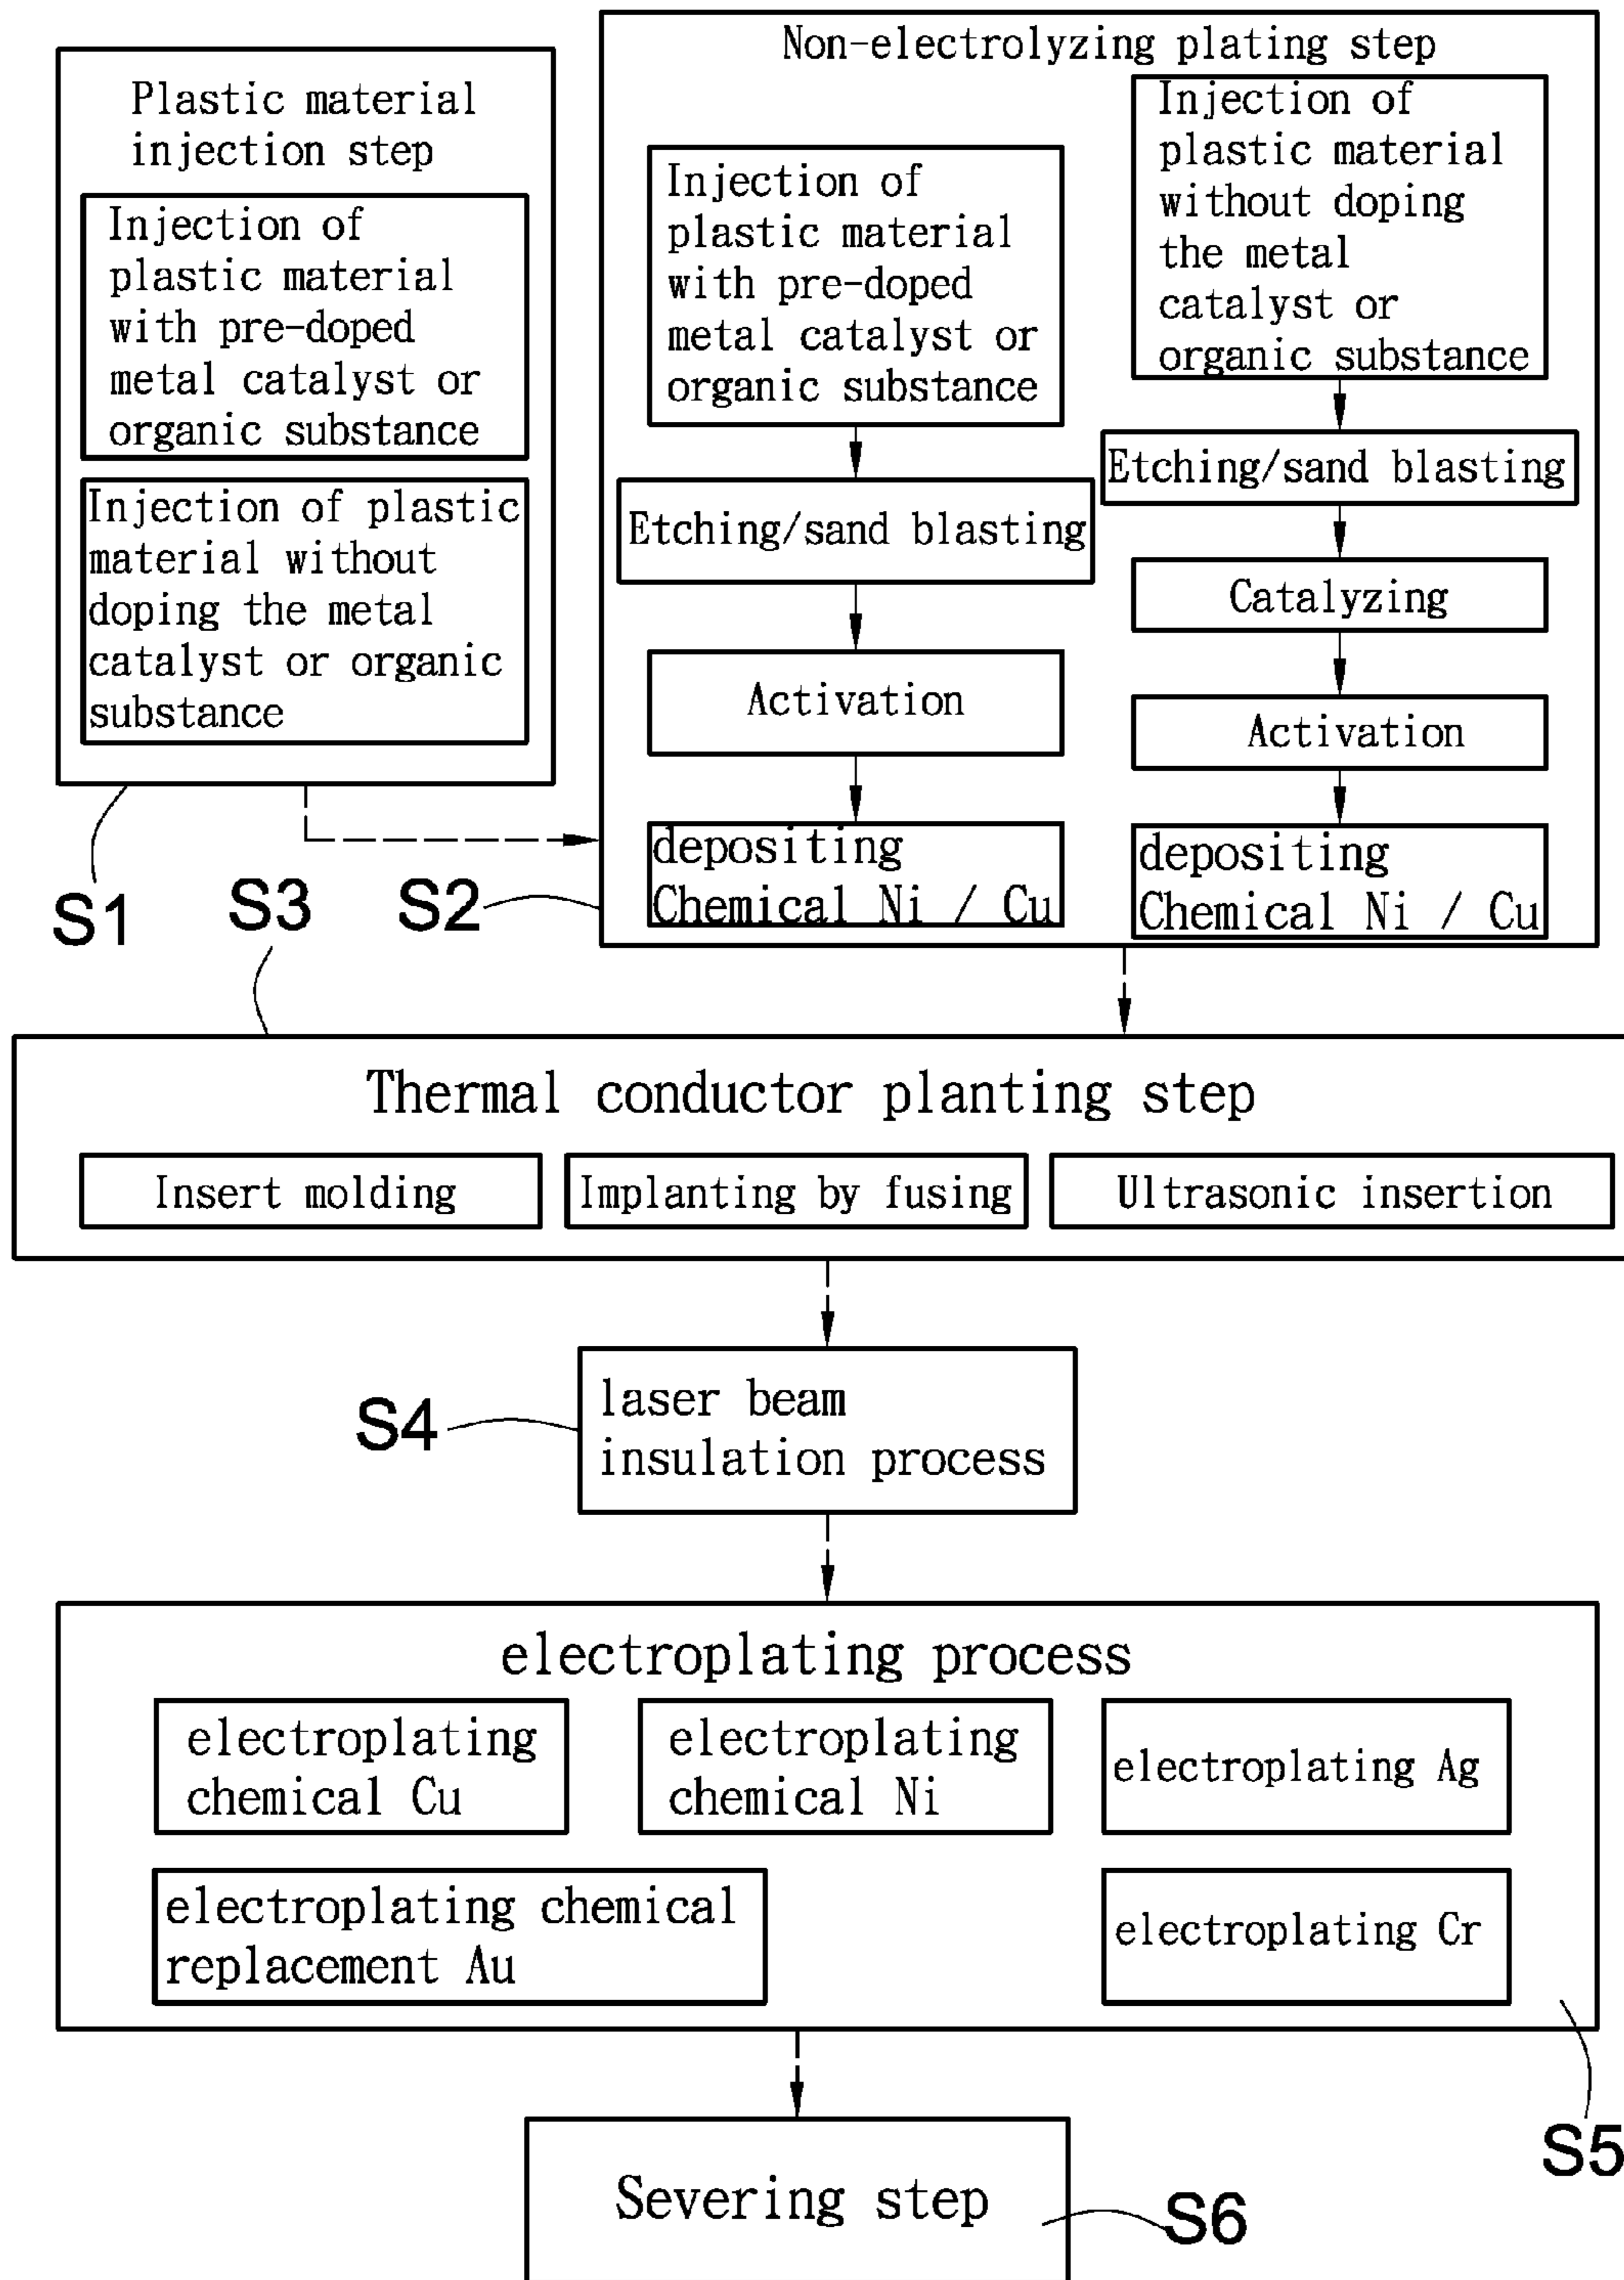 Plastic material
injection step
Injection of
plastic material
with pre-doped
metal catalyst or
organic substance
Injection of plastic
material without
doping the metal
catalyst or organic
substance
S1
Non-electrolyzing plating step
Injection of
plastic material
with pre-doped
metal catalyst or
organic substance
Etching/sand blasting
Activation
depositing
Chemical Ni / Cu
Injection of
plastic material
without doping
the metal
catalyst or
organic substance
Etching/sand blasting
Catalyzing
Activation
depositing
Chemical Ni / Cu
S2
S3
Thermal conductor planting step
Insert molding
Implanting by fusing
Ultrasonic insertion
S4
laser beam
insulation process
electroplating process
electroplating
chemical Cu
electroplating
chemical Ni
electroplating Ag
electroplating chemical
replacement Au
electroplating Cr
S5
Severing step
S6